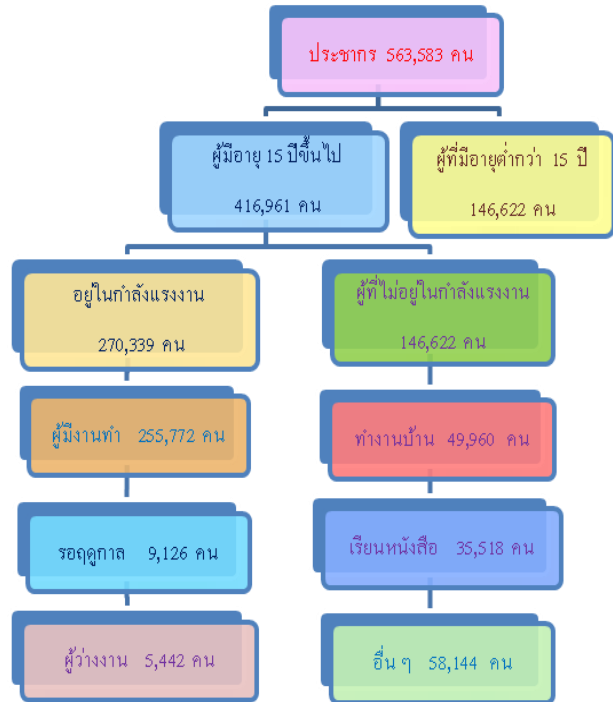 ประชากร 563,583 คน
ผู้มีอายุ 15 ปีขึ้นไป
416,961 คน
ผู้ที่มีอายุต่ำกว่า 15 ปี
146,622 คน
อยู่ในกำลังแรงงาน
270,339 คน
ผู้ที่ไม่อยู่ในกำลังแรงงาน
146,622 คน
ผู้มีงานทำ 255,772 คน
ทำงานบ้าน 49,960 คน
รอฤดูกาล 9,126 คน
เรียนหนังสือ 35,518 คน
ผู้ว่างงาน 5,442 คน
อื่น ๆ 58,144 คน